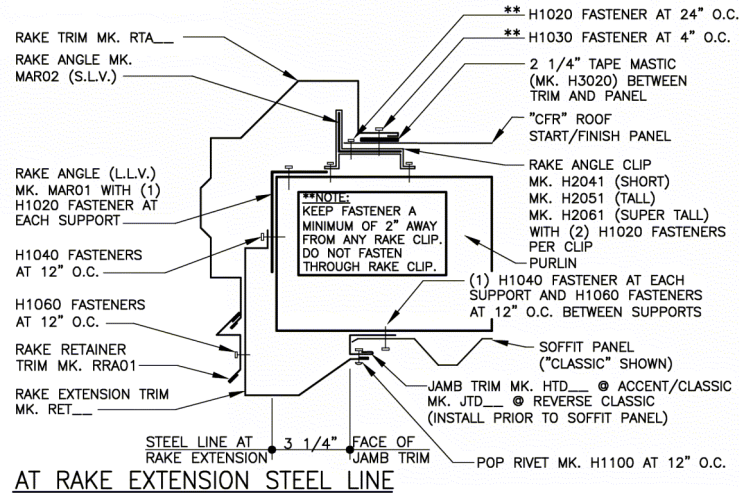 ** H1020 FASTENER AT 24" O.C.
** H1030 FASTENER AT 4" O.C.
2 1/4" TAPE MASTIC
(MK. H3020) BETWEEN
TRIM AND PANEL
"CFR" ROOF
START/FINISH PANEL
RAKE ANGLE CLIP
MK. H2041 (SHORT)
MK. H2051 (TALL)
MK. H2061 (SUPER TALL)
WITH (2) H1020 FASTENERS
PER CLIP
PURLIN
(1) H1040 FASTENER AT EACH
SUPPORT AND H1060 FASTENERS
AT 12" O.C. BETWEEN SUPPORTS
SOFFIT PANEL
("CLASSIC" SHOWN)
JAMB TRIM MK. HTD__ @ ACCENT/CLASSIC
MK. JTD__ @ REVERSE CLASSIC
(INSTALL PRIOR TO SOFFIT PANEL)
POP RIVET MK. H1100 AT 12" O.C.
RAKE TRIM MK. RTA__
RAKE ANGLE MK.
MAR02 (S.L.V.)
RAKE ANGLE (L.L.V.)
MK. MAR01 WITH (1)
H1020 FASTENER AT
EACH SUPPORT
H1040 FASTENERS
AT 12" O.C.
H1060 FASTENERS
AT 12" O.C.
RAKE RETAINER
TRIM MK. RRA01
RAKE EXTENSION TRIM
MK. RET__
**NOTE:
KEEP FASTENER A
MINIMUM OF 2" AWAY
FROM ANY RAKE CLIP.
DO NOT FASTEN
THROUGH RAKE CLIP.
STEEL LINE AT
RAKE EXTENSION
3 1/4"
FACE OF
JAMB TRIM
AT RAKE EXTENSION STEEL LINE